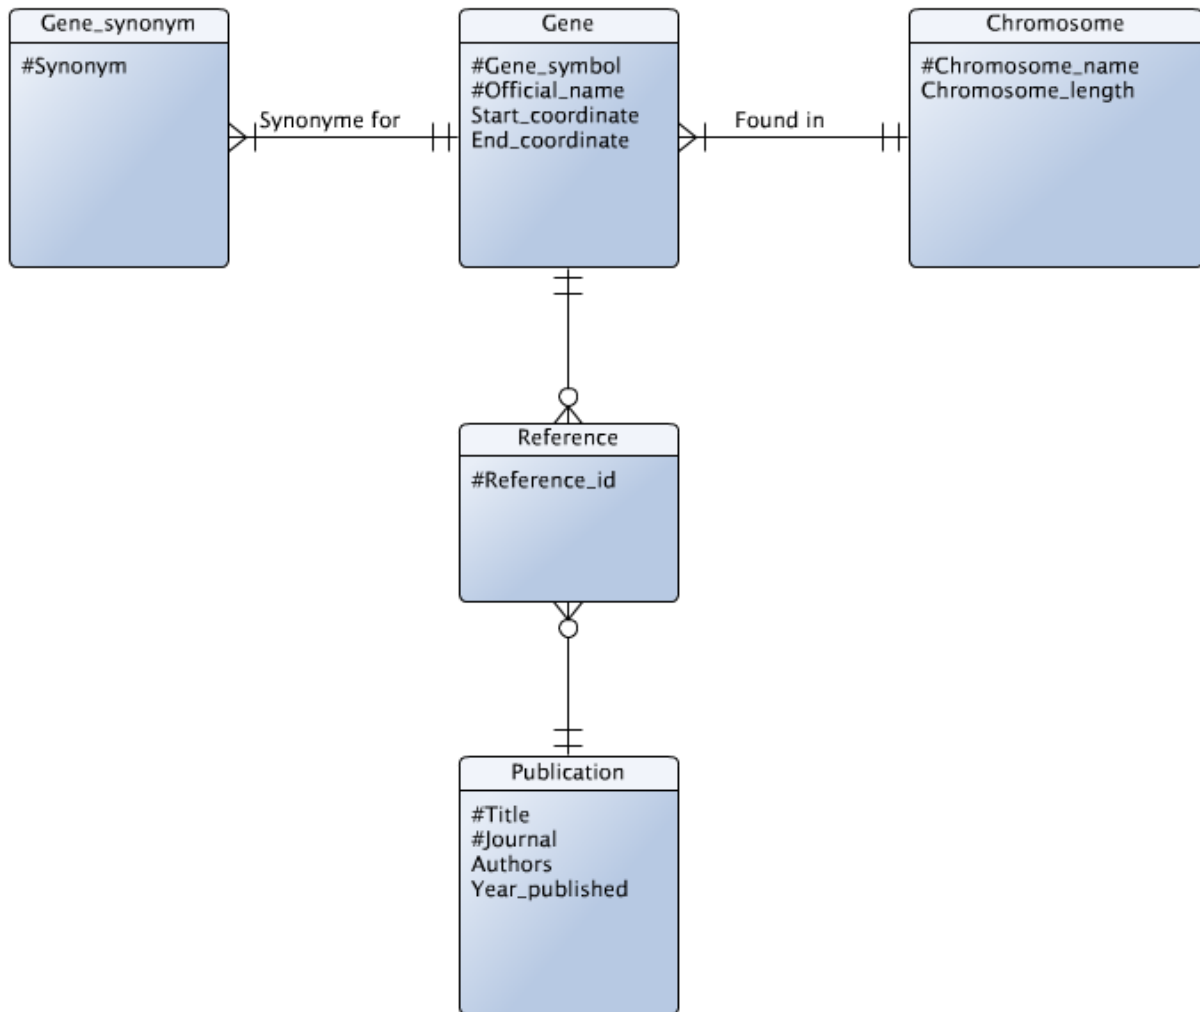 Gene_synonym
#Synonym
Synonyme for
Gene
#Gene_symbol
#Official_name
Start_coordinate
End_coordinate
Found in
Chromosome
#Chromosome_name
Chromosome_length
Reference
#Reference_id
Publication
#Title
#Journal
Authors
Year_published